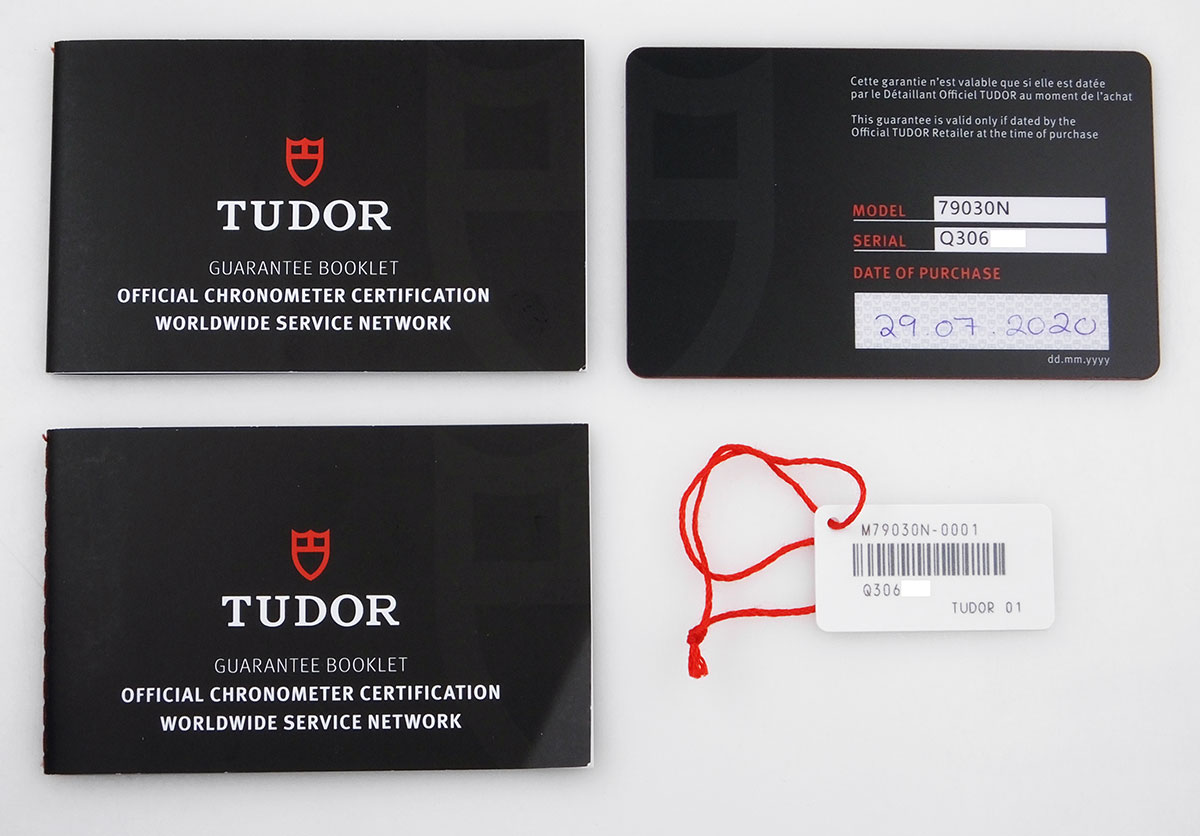 TUDOR
GUARANTEE BOOKLET
OFFICIAL CHRONOMETER CERTIFICATION
WORLDWIDE SERVICE NETWORK
Cette garantie n'est valable que si elle est datée
par le Détaillant Officiel TUDOR au moment de l'achat
This guarantee is valid only if dated by the
Official TUDOR Retailer at the time of purchase
MODEL 79030N
SERIAL Q306
DATE OF PURCHASE
29.07.2020
dd.mm.yyyy
TUDOR
GUARANTEE BOOKLET
OFFICIAL CHRONOMETER CERTIFICATION
WORLDWIDE SERVICE NETWORK
M79030N-0001
Q306
TUDOR 01